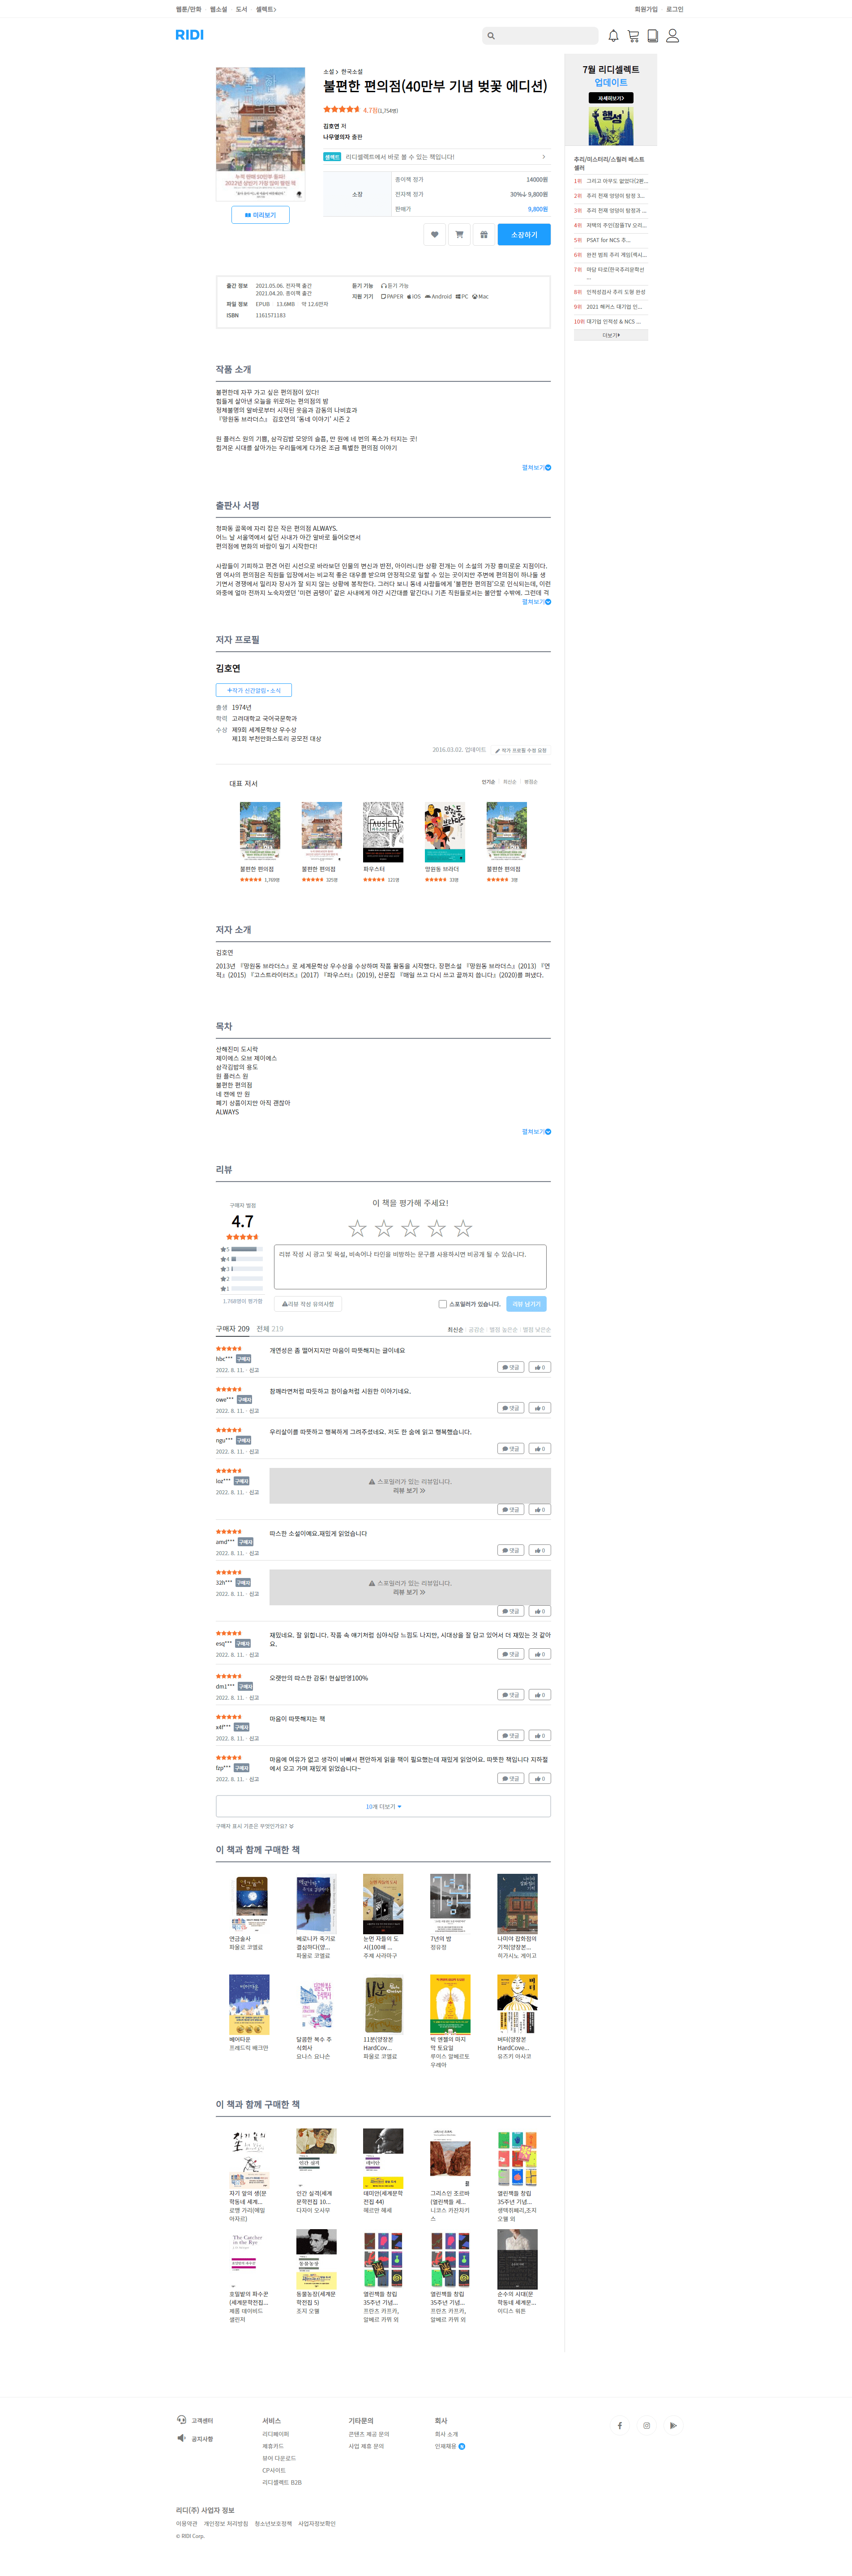 웹툰/만화 웹소설 도서 셀렉트
회원가입 로그인
RIDI
소설 > 한국소설
불편한 편의점(40만부 기념 벚꽃 에디션)
4.7점(1,754명)
김호연 저
나무옆의자 출판
셀렉트 리디셀렉트에서 바로 볼 수 있는 책입니다!
소장
종이책 정가 14000원
전자책 정가 30%↓ 9,800원
판매가 9,800원
미리보기
소장하기
출간 정보 2021.05.06. 전자책 출간
2021.04.20. 종이책 출간
파일 정보 EPUB 13.6MB 약 12.6만자
ISBN 1161571183
듣기 기능 듣기 가능
지원 기기 PAPER iOS Android PC Mac
7월 리디셀렉트
업데이트
자세히보기
행성
추리/미스터리/스릴러 베스트
셀러
1위 그리고 아무도 없었다(2판...
2위 추리 천재 엉덩이 탐정 3...
3위 추리 천재 엉덩이 탐정과 ...
4위 저택의 주인(잠뜰TV 오리...
5위 PSAT for NCS 추...
6위 완전 범죄 추리 게임(섹시...
7위 마담 타로(한국추리문학선
...
8위 인적성검사 추리 도형 완성
9위 2021 해커스 대기업 인...
10위 대기업 인적성 & NCS ...
더보기
작품 소개
불편한데 자꾸 가고 싶은 편의점이 있다!
힘들게 살아낸 오늘을 위로하는 편의점의 밤
정체불명의 알바로부터 시작된 웃음과 감동의 나비효과
『망원동 브라더스』 김호연의 '동네 이야기' 시즌 2
원 플러스 원의 기쁨, 삼각김밥 모양의 슬픔, 만 원에 네 번의 폭소가 터지는 곳!
힘겨운 시대를 살아가는 우리들에게 다가온 조금 특별한 편의점 이야기
펼쳐보기
출판사 서평
청파동 골목에 자리 잡은 작은 편의점 ALWAYS.
어느 날 서울역에서 살던 사내가 야간 알바로 들어오면서
편의점에 변화의 바람이 일기 시작한다!
사람들이 기피하고 편견 어린 시선으로 바라보던 인물의 변신과 반전, 아이러니한 상황 전개는 이 소설의 가장 흥미로운 지점이다.
염 여사의 편의점은 직원들 입장에서는 비교적 좋은 대우를 받으며 안정적으로 일할 수 있는 곳이지만 주변에 편의점이 하나둘 생
기면서 경쟁에서 밀리자 장사가 잘 되지 않는 상황에 봉착한다. 그러다 보니 동네 사람들에게 '불편한 편의점'으로 인식되는데, 이런
와중에 얼마 전까지 노숙자였던 '미련 곰탱이' 같은 사내에게 야간 시간대를 맡긴다니 기존 직원들로서는 불안할 수밖에. 그런데 격
펼쳐보기
저자 프로필
김호연
+작가 신간알림・소식
출생 1974년
학력 고려대학교 국어국문학과
수상 제9회 세계문학상 우수상
제1회 부천만화스토리 공모전 대상
2016.03.02. 업데이트 작가 프로필 수정 요청
대표 저서
인기순 최신순 평점순
불편한 편의점 불편한 편의점 파우스터 망원동 브라더 불편한 편의점
1,769명 325명 121명 33명 3명
저자 소개
김호연
2013년 『망원동 브라더스』로 세계문학상 우수상을 수상하며 작품 활동을 시작했다. 장편소설 『망원동 브라더스』(2013) 『연
적』(2015) 『고스트라이터즈』(2017) 『파우스터』(2019), 산문집 『매일 쓰고 다시 쓰고 끝까지 씁니다』(2020)를 펴냈다.
목차
산해진미 도시락
제이에스 오브 제이에스
삼각김밥의 용도
원 플러스 원
불편한 편의점
네 캔에 만 원
폐기 상품이지만 아직 괜찮아
ALWAYS
펼쳐보기
리뷰
구매자 별점
4.7
5
4
3
2
1
1,768명이 평가함
이 책을 평가해 주세요!
리뷰 작성 시 광고 및 욕설, 비속어나 타인을 비방하는 문구를 사용하시면 비공개 될 수 있습니다.
리뷰 작성 유의사항
스포일러가 있습니다. 리뷰 남기기
구매자 209 전체 219
최신순 공감순 별점 높은순 별점 낮은순
hbc*** 구매자
2022. 8. 11. · 신고
개연성은 좀 떨어지지만 마음이 따뜻해지는 글이네요
댓글 0
owe*** 구매자
2022. 8. 11. · 신고
참깨라면처럼 따듯하고 참이슬처럼 시원한 이야기네요.
댓글 0
ngu*** 구매자
2022. 8. 11. · 신고
우리살이를 따뜻하고 행복하게 그려주셨네요. 저도 한 숨에 읽고 행복했습니다.
댓글 0
loz*** 구매자
2022. 8. 11. · 신고
스포일러가 있는 리뷰입니다.
리뷰 보기
댓글 0
amd*** 구매자
2022. 8. 11. · 신고
따스한 소설이예요.재밌게 읽었습니다
댓글 0
32h*** 구매자
2022. 8. 11. · 신고
스포일러가 있는 리뷰입니다.
리뷰 보기
댓글 0
esq*** 구매자
2022. 8. 11. · 신고
재밌네요. 잘 읽힙니다. 작품 속 얘기처럼 심야식당 느낌도 나지만, 시대상을 잘 담고 있어서 더 재밌는 것 같아
요.
댓글 0
dm1*** 구매자
2022. 8. 11. · 신고
오랫만의 따스한 감동! 현실반영100%
댓글 0
x4f*** 구매자
2022. 8. 11. · 신고
마음이 따뜻해지는 책
댓글 0
fzp*** 구매자
2022. 8. 11. · 신고
마음에 여유가 없고 생각이 바빠서 편안하게 읽을 책이 필요했는데 재밌게 읽었어요. 따뜻한 책입니다 지하철
에서 오고 가며 재밌게 읽었습니다~
댓글 0
10개 더보기
구매자 표시 기준은 무엇인가요?
이 책과 함께 구매한 책
연금술사
파울로 코엘료
베로니카 죽기로
결심하다(양...
파울로 코엘료
눈먼 자들의 도
시(100쇄 ...
주제 사라마구
7년의 밤
정유정
나미야 잡화점의
기적(양장본...
히가시노 게이고
베어타운
프레드릭 배크만
달콤한 복수 주
식회사
요나스 요나손
11분(양장본
HardCov...
파울로 코엘료
빅 엔젤의 마지
막 토요일
루이스 알베르토
우레아
버터(양장본
HardCove...
유즈키 아사코
이 책과 함께 구매한 책
자기 앞의 생(문
학동네 세계...
로맹 가리(에밀
아자르)
인간 실격(세계
문학전집 10...
다자이 오사무
데미안(세계문학
전집 44)
헤르만 헤세
그리스인 조르바
(열린책들 세...
니코스 카잔자키
스
열린책들 창립
35주년 기념...
생텍쥐페리,조지
오웰 외
호밀밭의 파수꾼
(세계문학전집...
제롬 데이비드
샐린저
동물농장(세계문
학전집 5)
조지 오웰
열린책들 창립
35주년 기념...
프란츠 카프카,
알베르 카뮈 외
열린책들 창립
35주년 기념...
프란츠 카프카,
알베르 카뮈 외
순수의 시대(문
학동네 세계문...
이디스 워튼
고객센터
공지사항
서비스
리디페이퍼
제휴카드
뷰어 다운로드
CP사이트
리디셀렉트 B2B
기타문의
콘텐츠 제공 문의
사업 제휴 문의
회사
회사 소개
인재채용
리디(주) 사업자 정보
이용약관 개인정보 처리방침 청소년보호정책 사업자정보확인
© RIDI Corp.